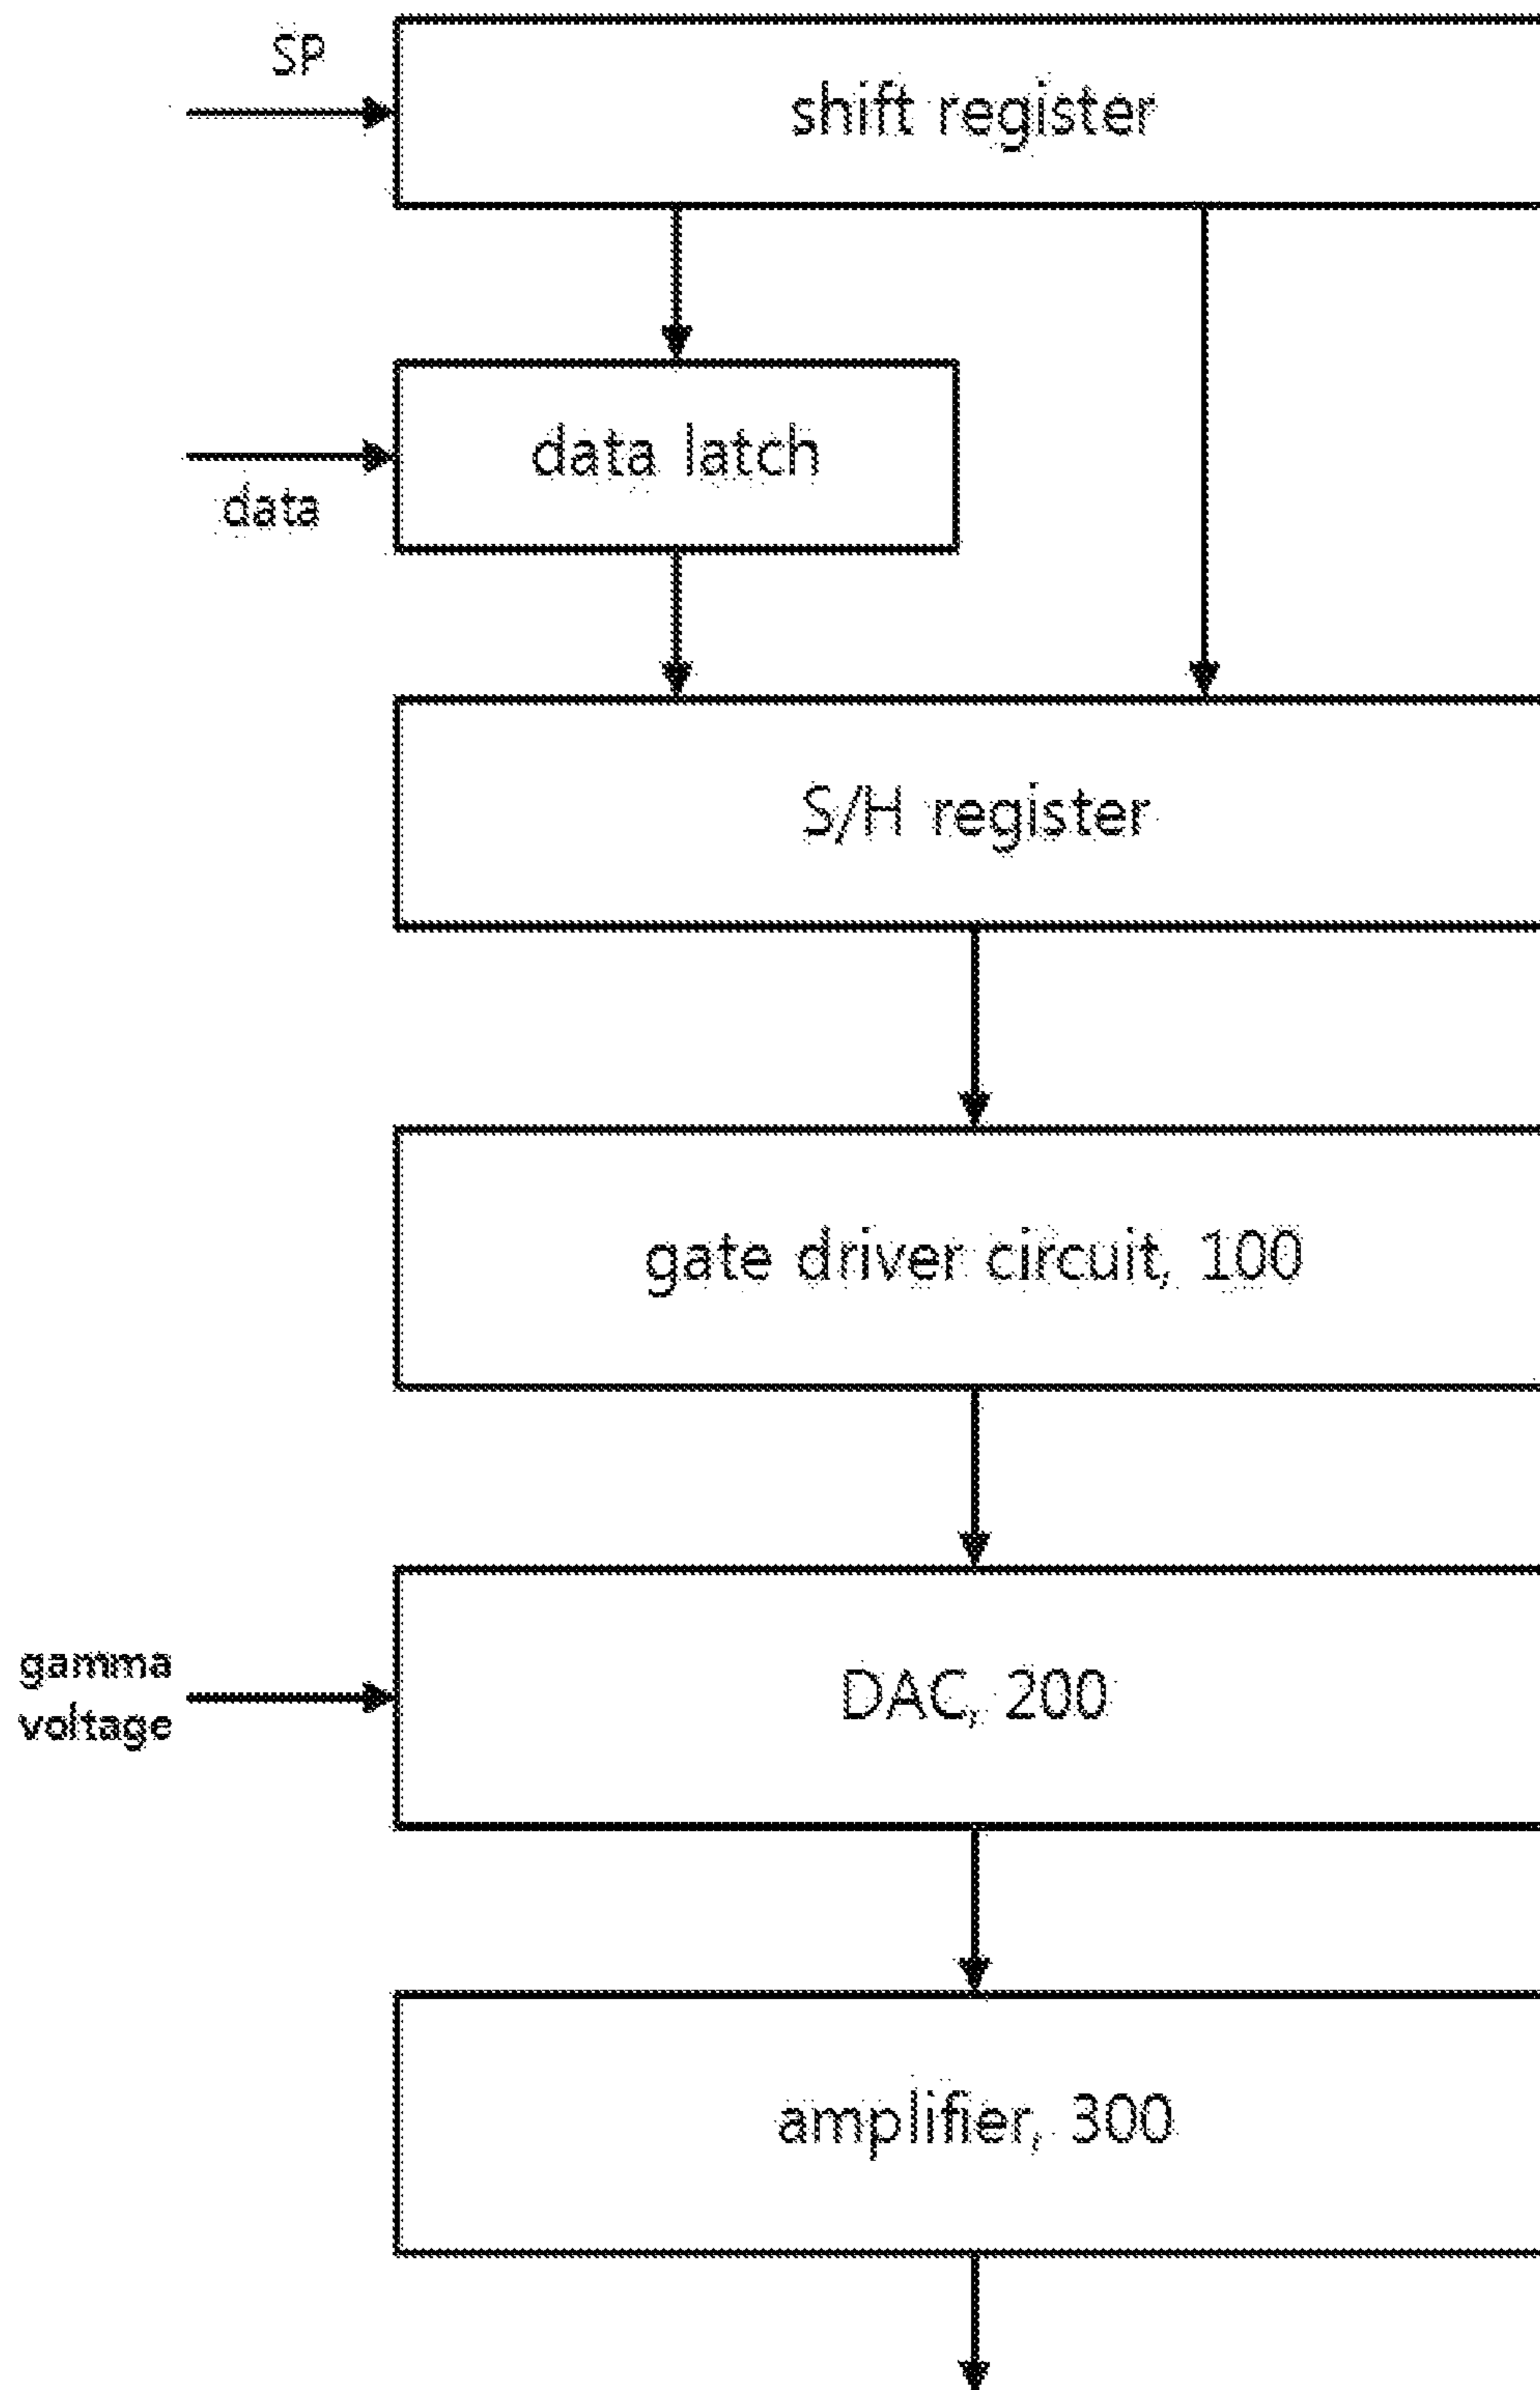 SP
shift register
data latch
data
S/H register
gate driver circuit, 100
gamma
voltage
DAC, 200
amplifier, 300